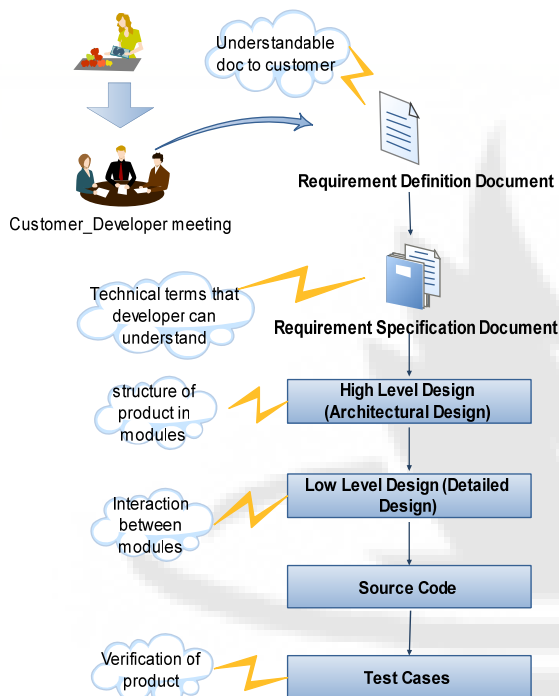 Understandable
doc to customer
Requirement Definition Document
Customer_Developer meeting
Technical terms that
developer can
understand
Requirement Specification Document
structure of
product in
modules
High Level Design
(Architectural Design)
Low Level Design (Detailed
Design)
Interaction
between
modules
Source Code
Verification of
product
Test Cases